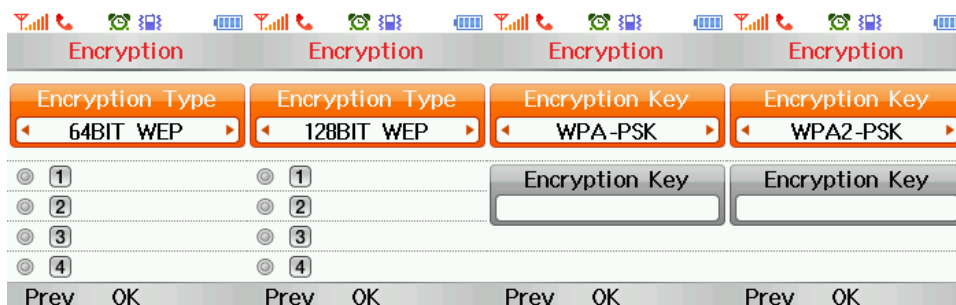 Encryption Encryption Encryption Encryption
Encryption Type Encryption Type Encryption Key Encryption Key
64BIT WEP 128BIT WEP WPA-PSK WPA2-PSK
1 1 Encryption Key Encryption Key
2 2
3 3
4 4
Prev OK Prev OK Prev OK Prev OK